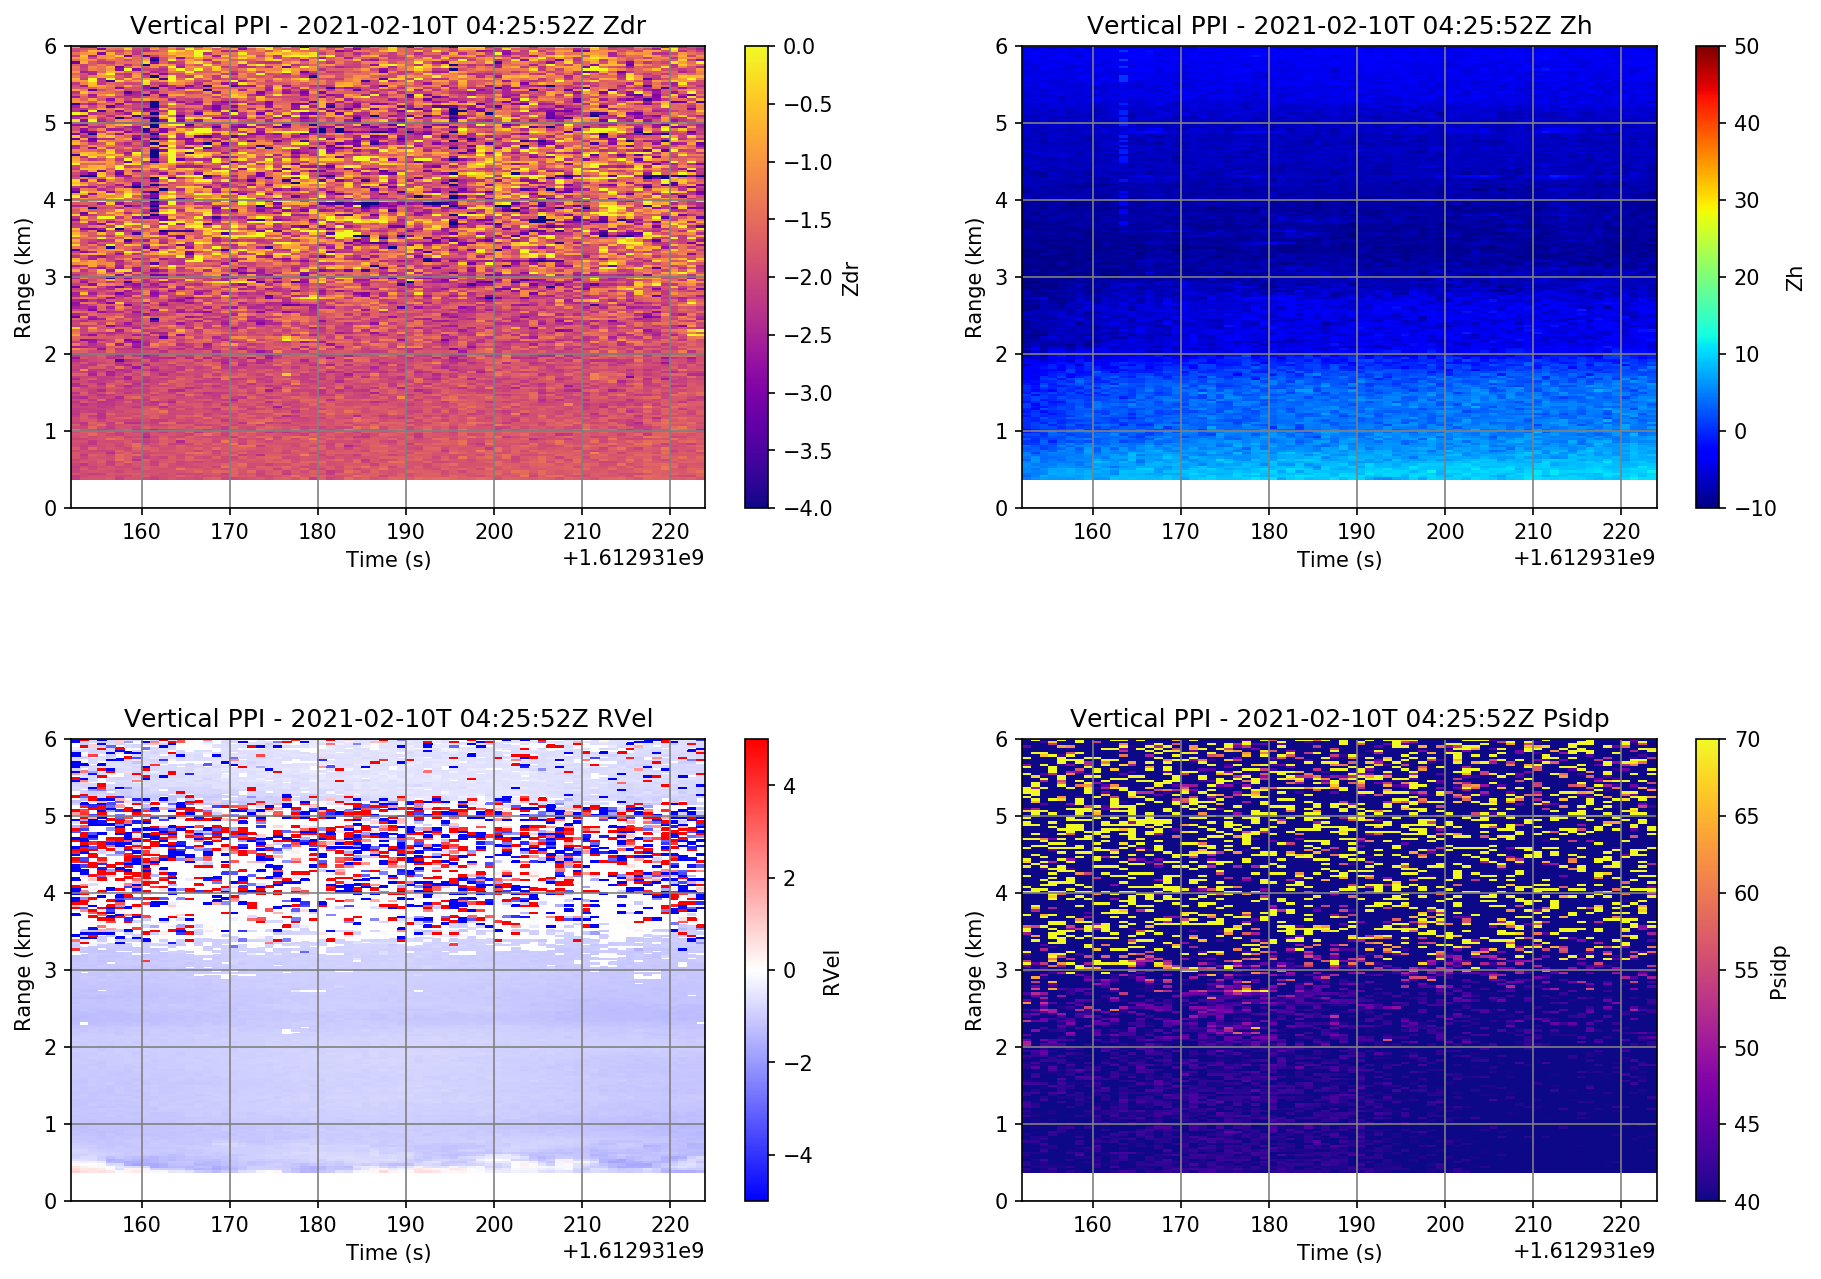 Vertical PPI - 2021-02-10T 04:25:52Z Zdr
6
5
4
3
2
1
0
Range (km)
160 170 180 190 200 210 220
Time (s)
+1.612931e9
0.0
−0.5
−1.0
−1.5
−2.0
−2.5
−3.0
−3.5
−4.0
Zdr
Vertical PPI - 2021-02-10T 04:25:52Z Zh
6
5
4
3
2
1
0
Range (km)
160 170 180 190 200 210 220
Time (s)
+1.612931e9
50
40
30
20
10
0
−10
Zh
Vertical PPI - 2021-02-10T 04:25:52Z RVel
6
5
4
3
2
1
0
Range (km)
160 170 180 190 200 210 220
Time (s)
+1.612931e9
4
2
0
−2
−4
RVel
Vertical PPI - 2021-02-10T 04:25:52Z Psidp
6
5
4
3
2
1
0
Range (km)
160 170 180 190 200 210 220
Time (s)
+1.612931e9
70
65
60
55
50
45
40
Psidp